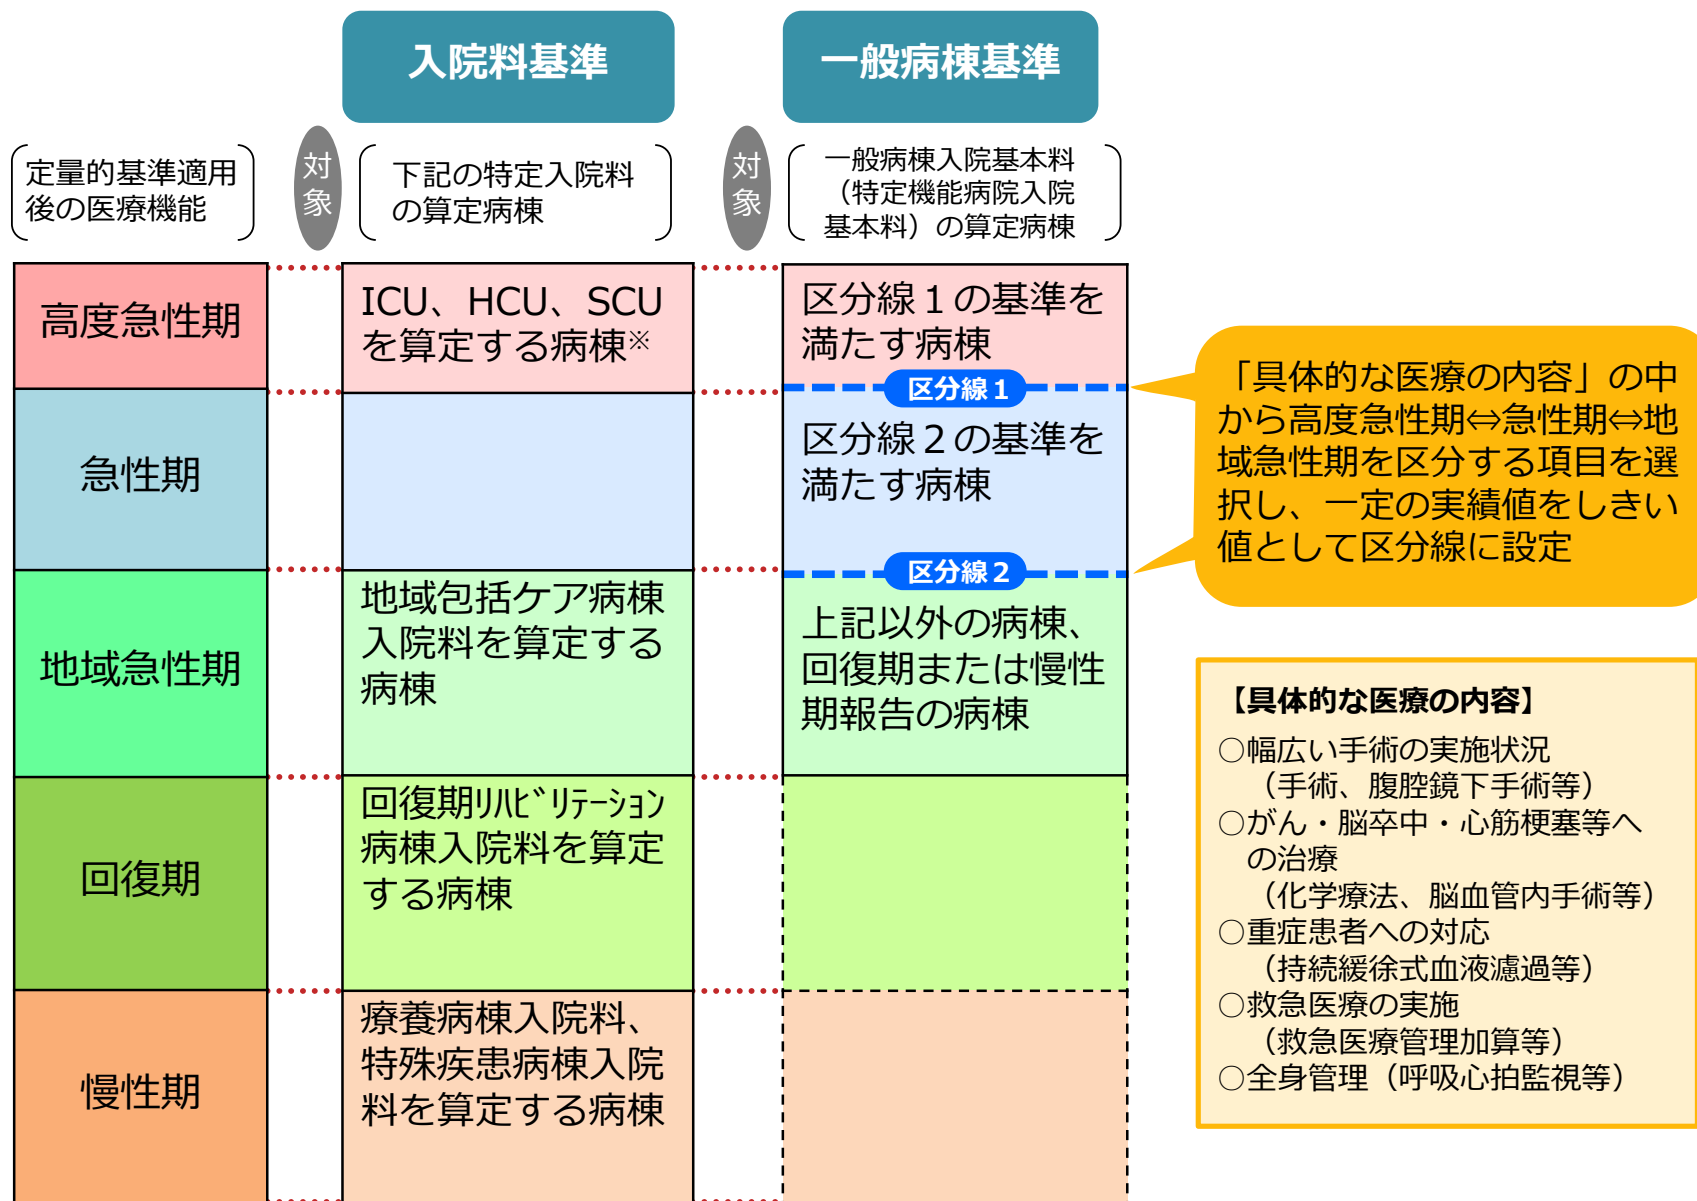 入院料基準
一般病棟基準
定量的基準適用
後の医療機能
対
象
下記の特定入院料
の算定病棟
対
象
一般病棟入院基本料
（特定機能病院入院
基本料）の算定病棟
高度急性期
ICU、HCU、SCU
を算定する病棟※
区分線１の基準を
満たす病棟
区分線１
急性期
区分線２の基準を
満たす病棟
区分線２
「具体的な医療の内容」の中
から高度急性期⇔急性期⇔地
域急性期を区分する項目を選
択し、一定の実績値をしきい
値として区分線に設定
地域急性期
地域包括ケア病棟
入院料を算定する
病棟
上記以外の病棟、
回復期または慢性
期報告の病棟
回復期
回復期ﾘﾊﾋﾞﾘﾃｰｼｮﾝ
病棟入院料を算定
する病棟
慢性期
療養病棟入院料、
特殊疾患病棟入院
料を算定する病棟
【具体的な医療の内容】
○幅広い手術の実施状況
（手術、腹腔鏡下手術等）
○がん・脳卒中・心筋梗塞等へ
の治療
（化学療法、脳血管内手術等）
○重症患者への対応
（持続緩徐式血液濾過等）
○救急医療の実施
（救急医療管理加算等）
○全身管理（呼吸心拍監視等）